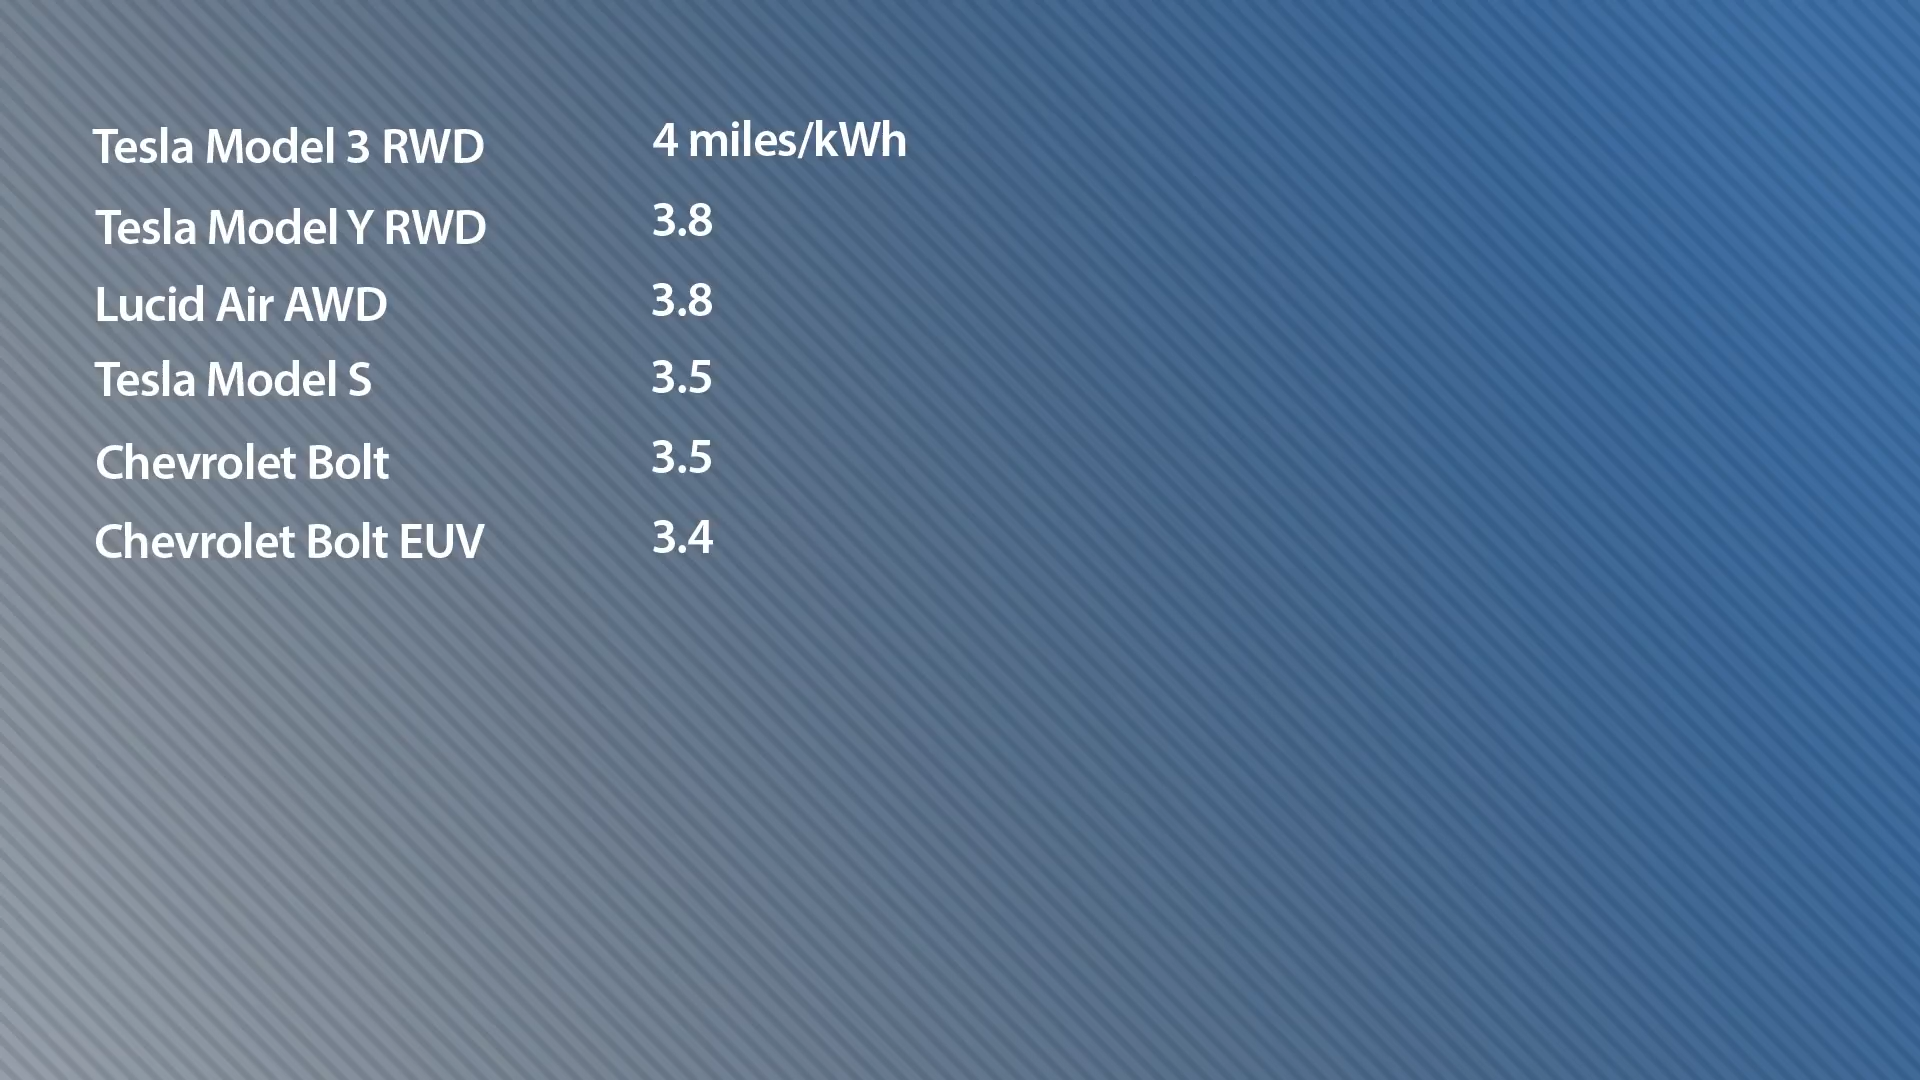 Tesla Model 3 RWD 4 miles/kWh
Tesla Model Y RWD 3.8
Lucid Air AWD 3.8
Tesla Model S 3.5
Chevrolet Bolt 3.5
Chevrolet Bolt EUV 3.4